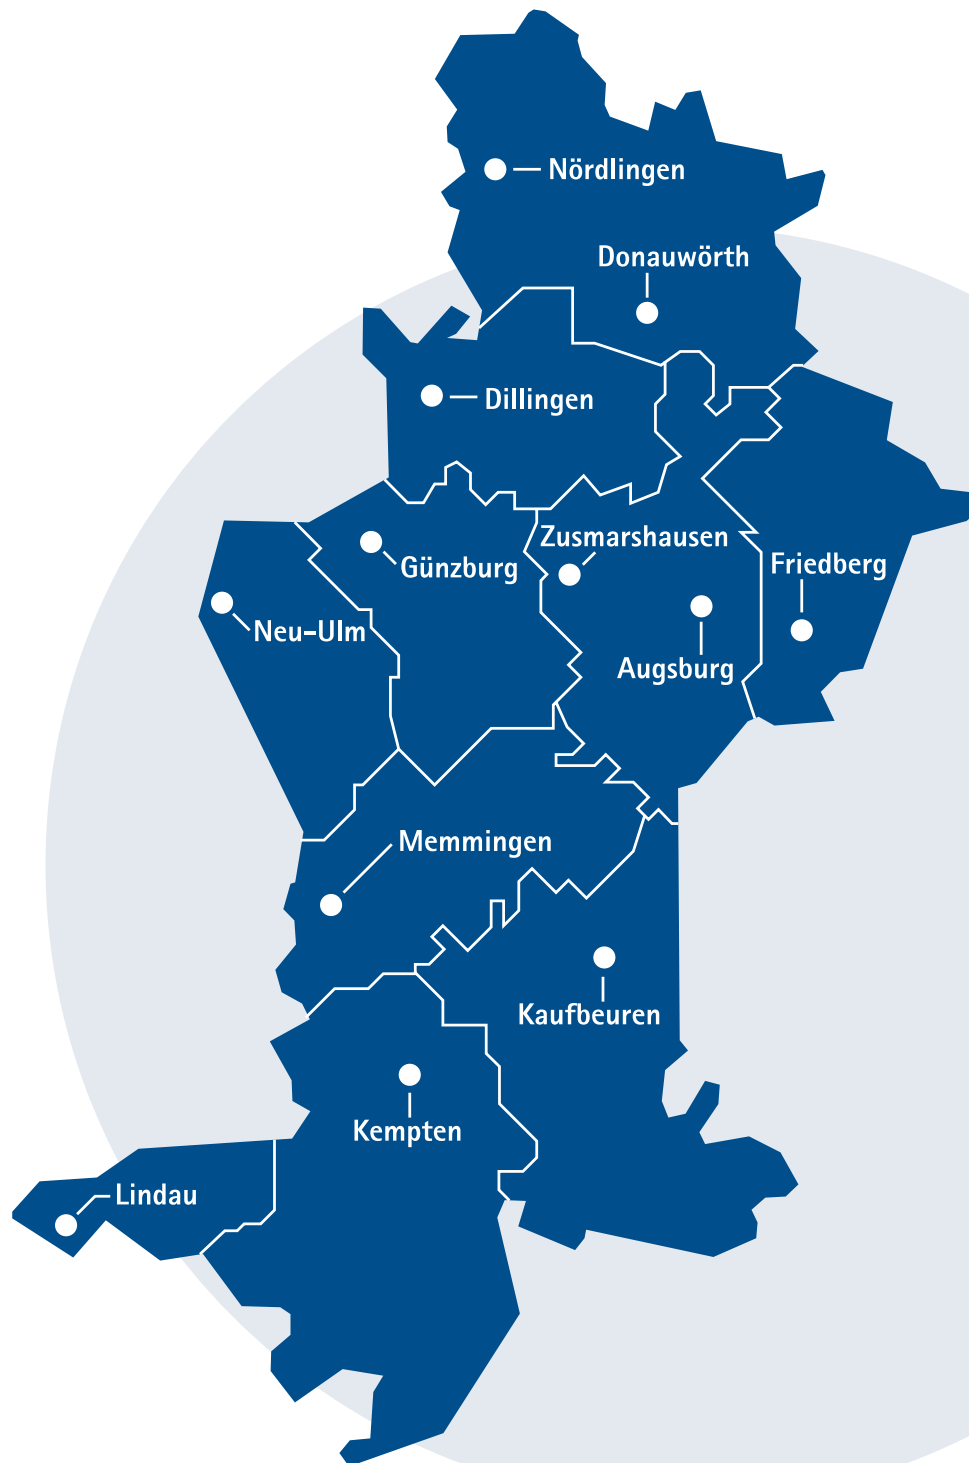 Nördlingen
Donauwörth
Dillingen
Zusmarshausen
Günzburg
Friedberg
Neu-Ulm
Augsburg
Memmingen
Kaufbeuren
Kempten
Lindau